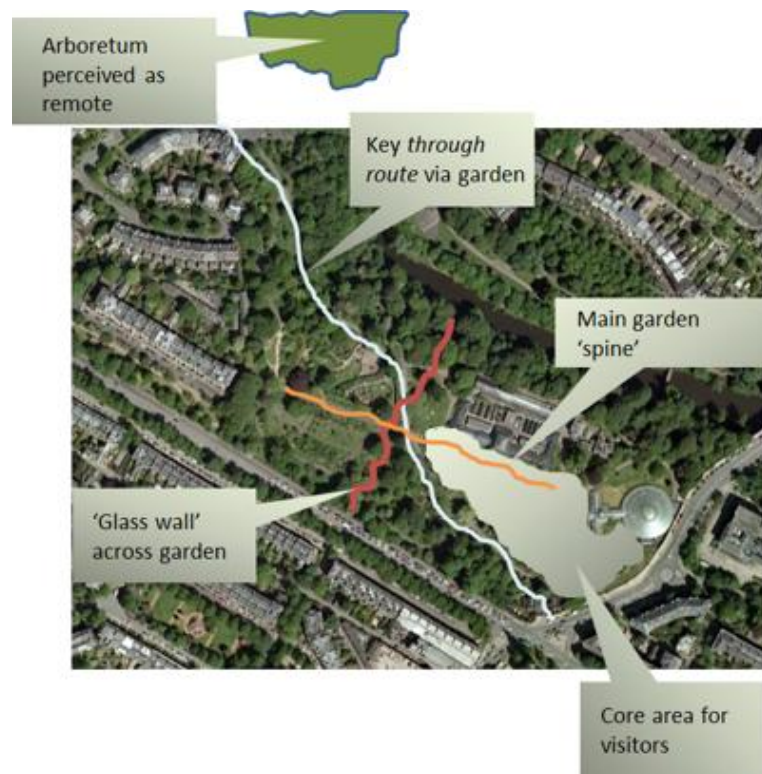 Arboretum
perceived as
remote
Key through
route via garden
Main garden
‘spine’
‘Glass wall’
across garden
Core area for
visitors